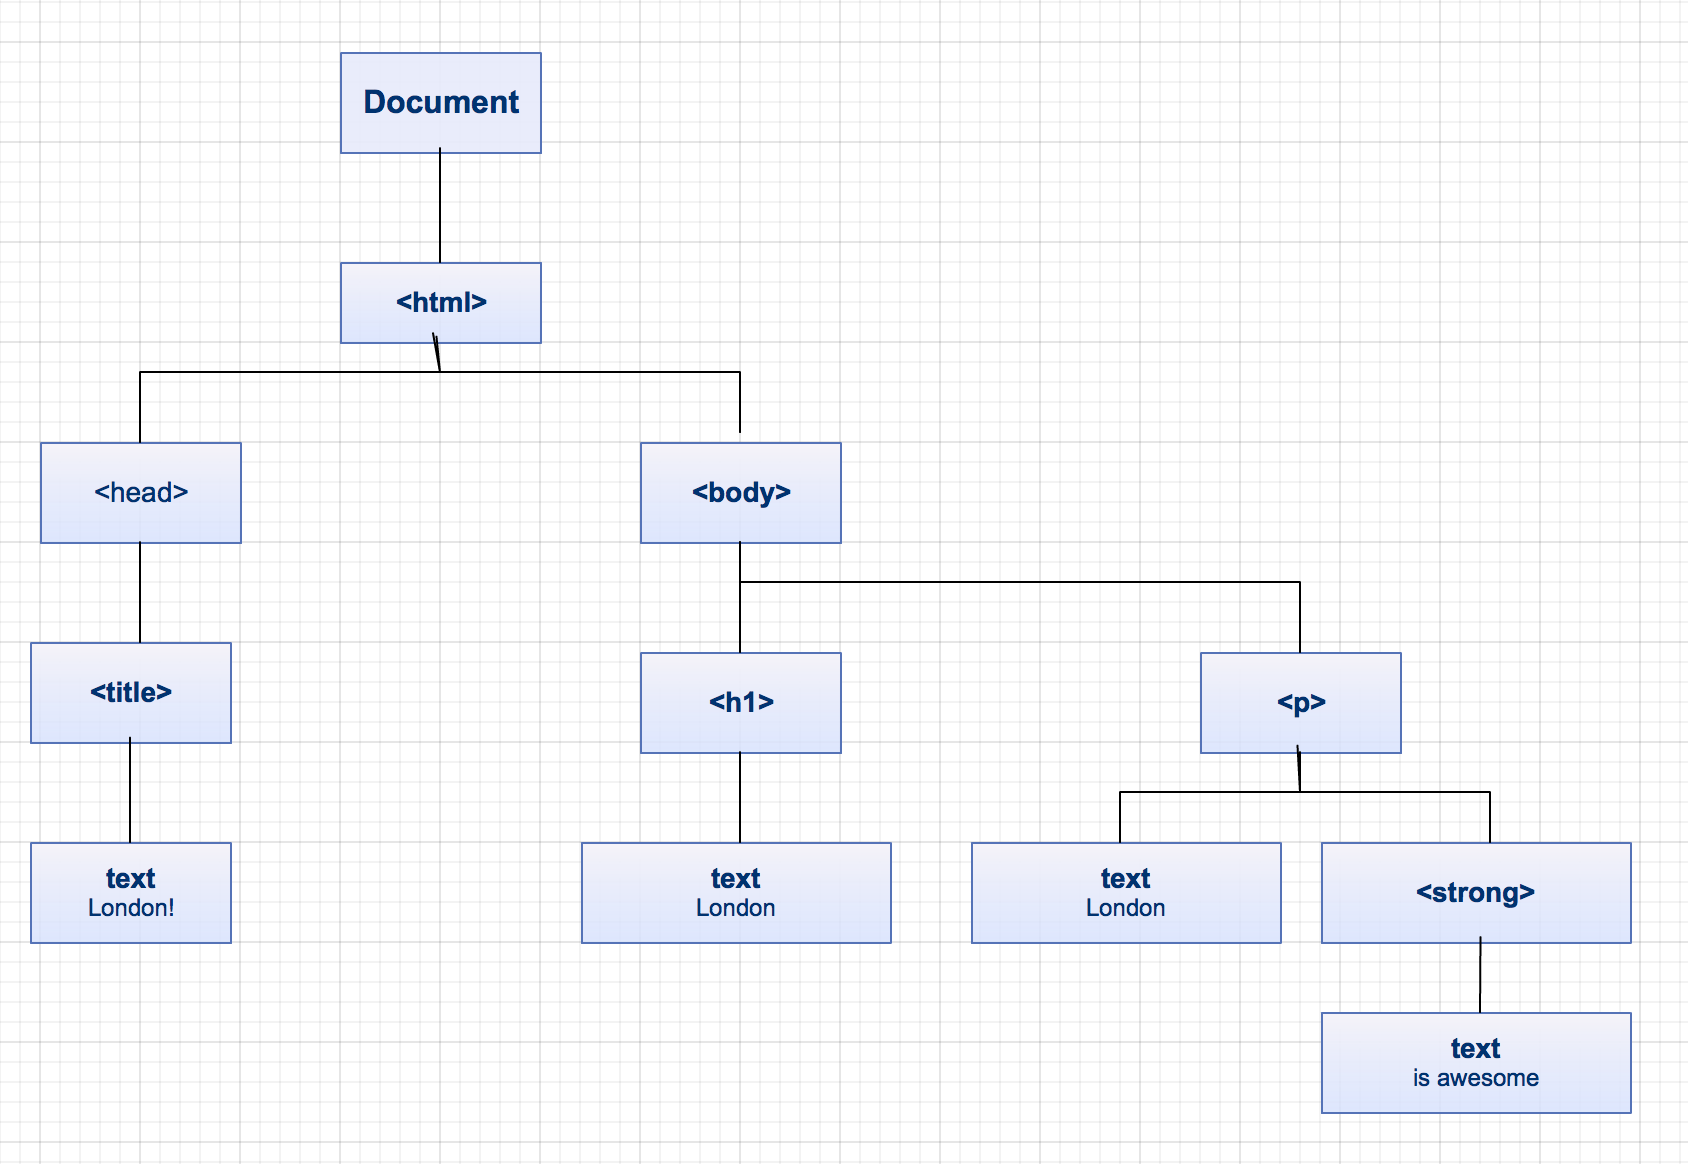 Document
<html>
<head>
<body>
<title>
<h1>
<p>
text
London!
text
London
text
London
<strong>
text
is awesome